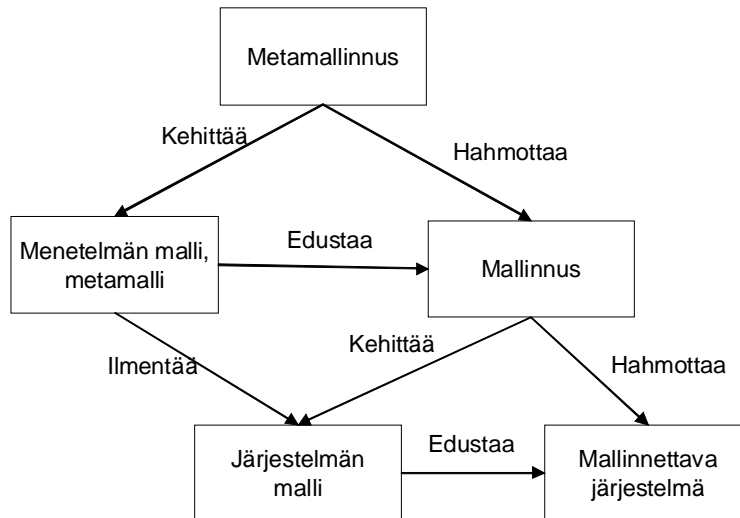 Metamallinnus
Kehittää
Hahmottaa
Menetelmän malli,
metamalli
Edustaa
Mallinnus
Ilmentää
Kehittää
Hahmottaa
Järjestelmän
malli
Edustaa
Mallinnettava
järjestelmä